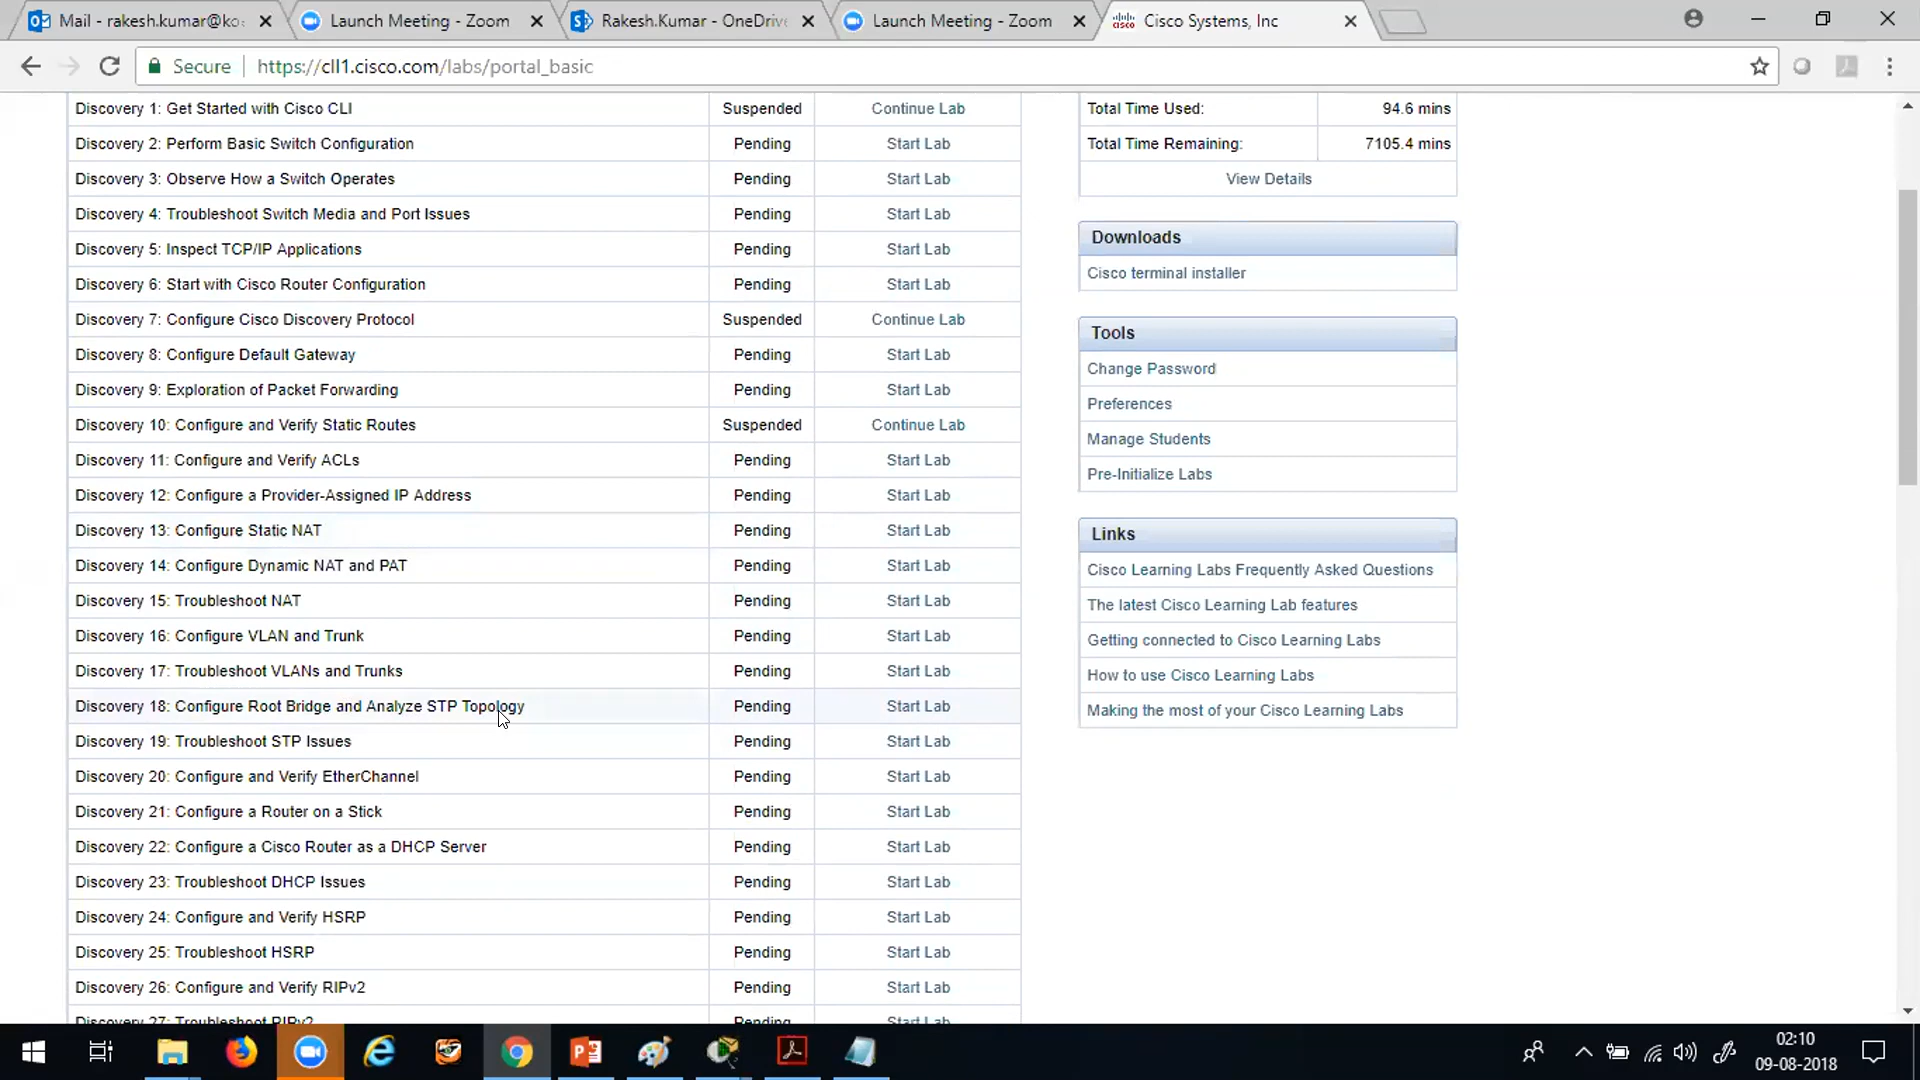 Mail - rakesh.kumar@ko
Launch Meeting - Zoom
Rakesh.Kumar - OneDrive
Launch Meeting - Zoom
Cisco Systems, Inc
Secure
https://cll1.cisco.com/labs/portal_basic
Discovery 1: Get Started with Cisco CLI Suspended Continue Lab
Discovery 2: Perform Basic Switch Configuration Pending Start Lab
Discovery 3: Observe How a Switch Operates Pending Start Lab
Discovery 4: Troubleshoot Switch Media and Port Issues Pending Start Lab
Discovery 5: Inspect TCP/IP Applications Pending Start Lab
Discovery 6: Start with Cisco Router Configuration Pending Start Lab
Discovery 7: Configure Cisco Discovery Protocol Suspended Continue Lab
Discovery 8: Configure Default Gateway Pending Start Lab
Discovery 9: Exploration of Packet Forwarding Pending Start Lab
Discovery 10: Configure and Verify Static Routes Suspended Continue Lab
Discovery 11: Configure and Verify ACLs Pending Start Lab
Discovery 12: Configure a Provider-Assigned IP Address Pending Start Lab
Discovery 13: Configure Static NAT Pending Start Lab
Discovery 14: Configure Dynamic NAT and PAT Pending Start Lab
Discovery 15: Troubleshoot NAT Pending Start Lab
Discovery 16: Configure VLAN and Trunk Pending Start Lab
Discovery 17: Troubleshoot VLANs and Trunks Pending Start Lab
Discovery 18: Configure Root Bridge and Analyze STP Topology Pending Start Lab
Discovery 19: Troubleshoot STP Issues Pending Start Lab
Discovery 20: Configure and Verify EtherChannel Pending Start Lab
Discovery 21: Configure a Router on a Stick Pending Start Lab
Discovery 22: Configure a Cisco Router as a DHCP Server Pending Start Lab
Discovery 23: Troubleshoot DHCP Issues Pending Start Lab
Discovery 24: Configure and Verify HSRP Pending Start Lab
Discovery 25: Troubleshoot HSRP Pending Start Lab
Discovery 26: Configure and Verify RIPv2 Pending Start Lab
Discovery 27: Troubleshoot RIPv2 Pending Start Lab
Total Time Used: 94.6 mins
Total Time Remaining: 7105.4 mins
View Details
Downloads
Cisco terminal installer
Tools
Change Password
Preferences
Manage Students
Pre-Initialize Labs
Links
Cisco Learning Labs Frequently Asked Questions
The latest Cisco Learning Lab features
Getting connected to Cisco Learning Labs
How to use Cisco Learning Labs
Making the most of your Cisco Learning Labs
02:10
09-08-2018